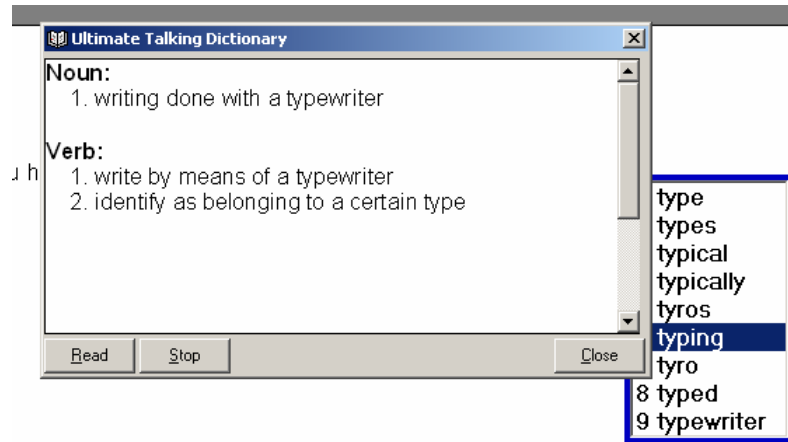 Ultimate Talking Dictionary
Noun:
1. writing done with a typewriter
Verb:
1. write by means of a typewriter
2. identify as belonging to a certain type
Read Stop Close
u h
type
types
typical
typically
tyros
typing
tyro
8 typed
9 typewriter